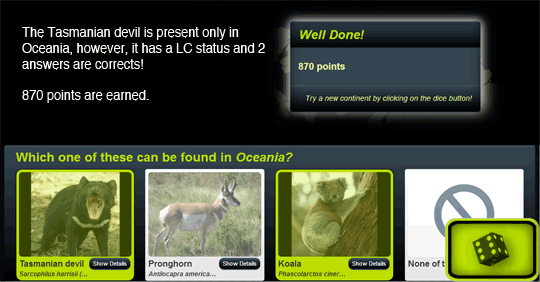 The Tasmanian devil is present only in
Oceania, however, it has a LC status and 2
answers are corrects!
870 points are earned.
Well Done!
870 points
Try a new continent by clicking on the dice button!
Which one of these can be found in Oceania?
Tasmanian devil
Show Details
Sarcophilus harrisii (...
Pronghorn
Show Details
Antilocapra america...
Koala
Show Details
Phascolarctos ciner...
None of t